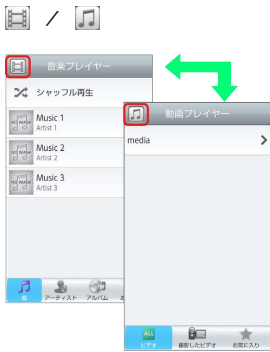 /
音楽プレイヤー
シャッフル再生
Music 1
Artist 1
Music 2
Artist 2
Music 3
Artist 3
アーティスト
アルバム
動画プレイヤー
media
ALL
ビデオ
撮影したビデオ
お気に入り